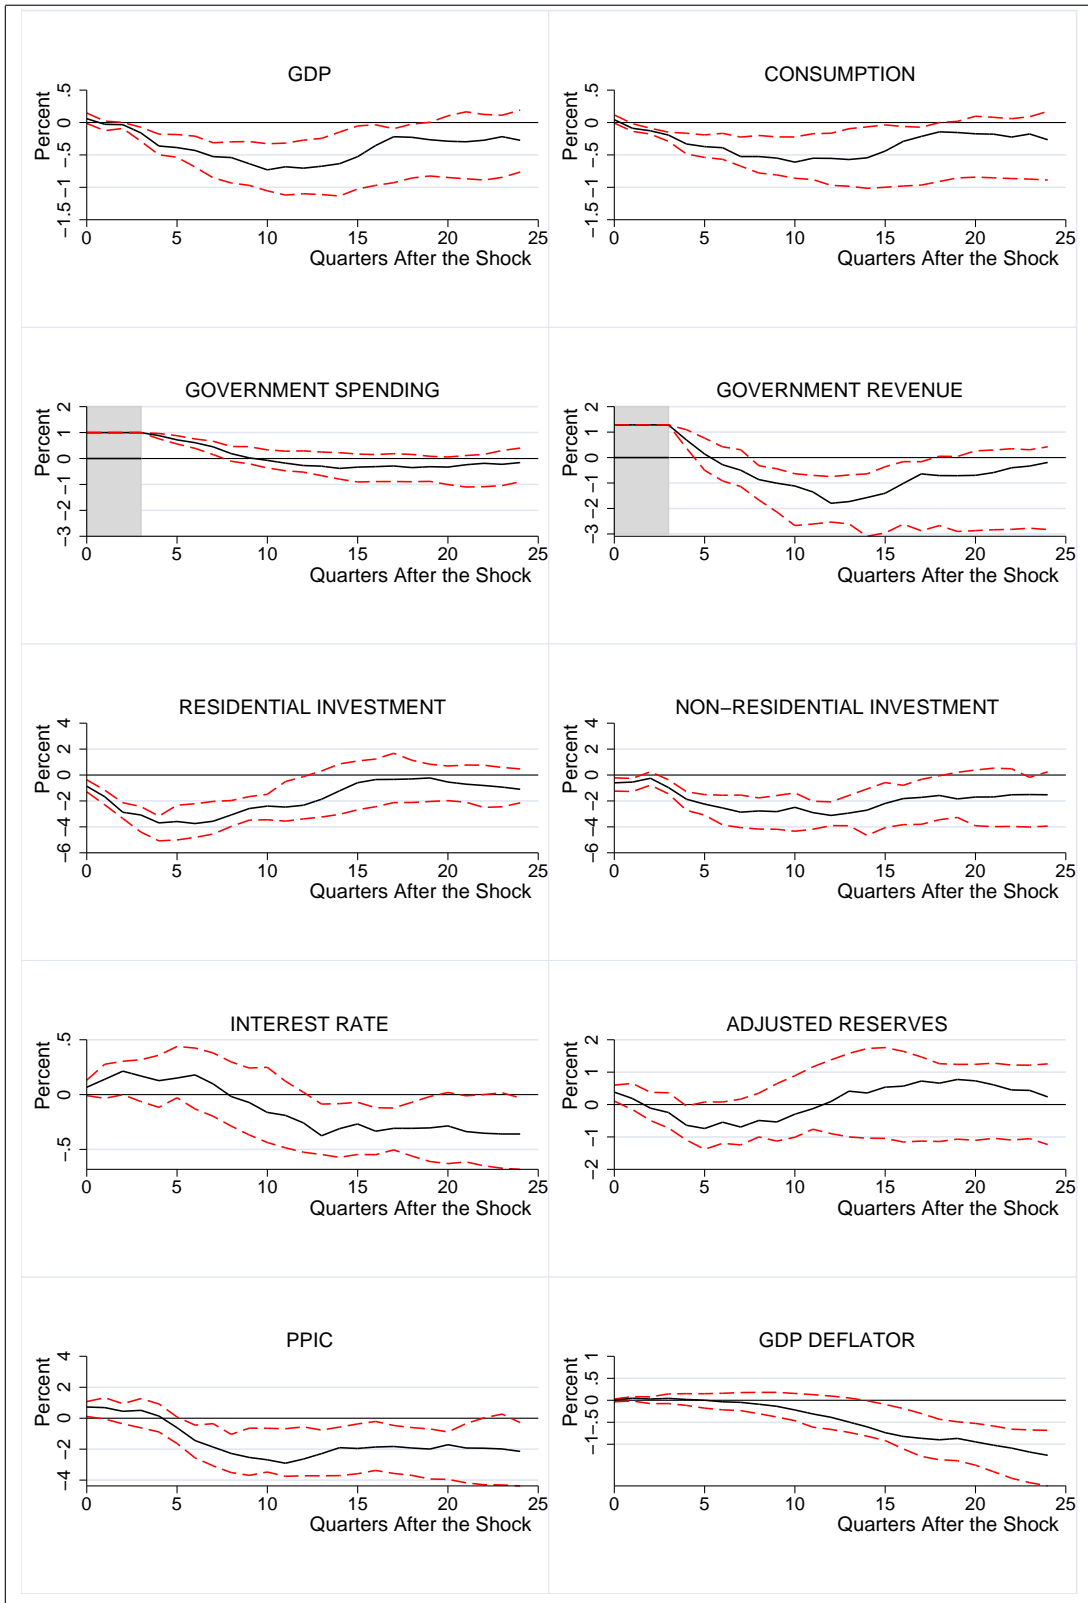 GDP
Percent
.5
0
−.5
−1
−1.5
0 5 10 15 20 25
Quarters After the Shock
CONSUMPTION
Percent
.5
0
−.5
−1
−1.5
0 5 10 15 20 25
Quarters After the Shock
GOVERNMENT SPENDING
Percent
2
1
0
−1
−2
−3
0 5 10 15 20 25
Quarters After the Shock
GOVERNMENT REVENUE
Percent
2
1
0
−1
−2
−3
0 5 10 15 20 25
Quarters After the Shock
RESIDENTIAL INVESTMENT
Percent
4
2
0
−2
−4
−6
0 5 10 15 20 25
Quarters After the Shock
NON−RESIDENTIAL INVESTMENT
Percent
4
2
0
−2
−4
−6
0 5 10 15 20 25
Quarters After the Shock
INTEREST RATE
Percent
.5
0
−.5
0 5 10 15 20 25
Quarters After the Shock
ADJUSTED RESERVES
Percent
2
1
0
−1
−2
0 5 10 15 20 25
Quarters After the Shock
PPIC
Percent
4
2
0
−2
−4
0 5 10 15 20 25
Quarters After the Shock
GDP DEFLATOR
Percent
1
.5
0
−.5
−1
0 5 10 15 20 25
Quarters After the Shock